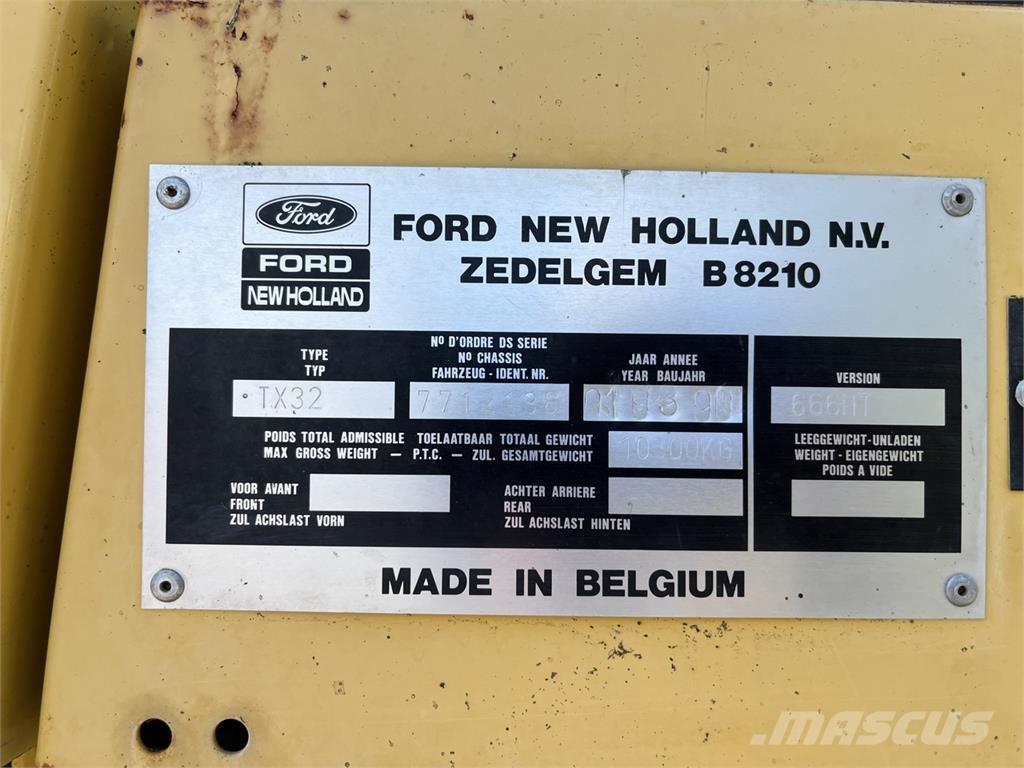 Ford
FORD
NEW HOLLAND
FORD NEW HOLLAND N.V.
ZEDELGEM B 8210
TYPE
TYP
TX32
Nº D'ORDRE DS SERIE
Nº CHASSIS
FAHRZEUG - IDENT. NR.
JAAR ANNEE
YEAR BAUJAHR
VERSION
POIDS TOTAL ADMISSIBLE TOELAATBAAR TOTAAL GEWICHT
MAX GROSS WEIGHT — P.T.C. — ZUL. GESAMTGEWICHT
LEEGGEWICHT-UNLADEN
WEIGHT - EIGENGEWICHT
POIDS A VIDE
VOOR AVANT
FRONT
ZUL ACHSLAST VORN
ACHTER ARRIERE
REAR
ZUL ACHSLAST HINTEN
MADE IN BELGIUM
MASCUS